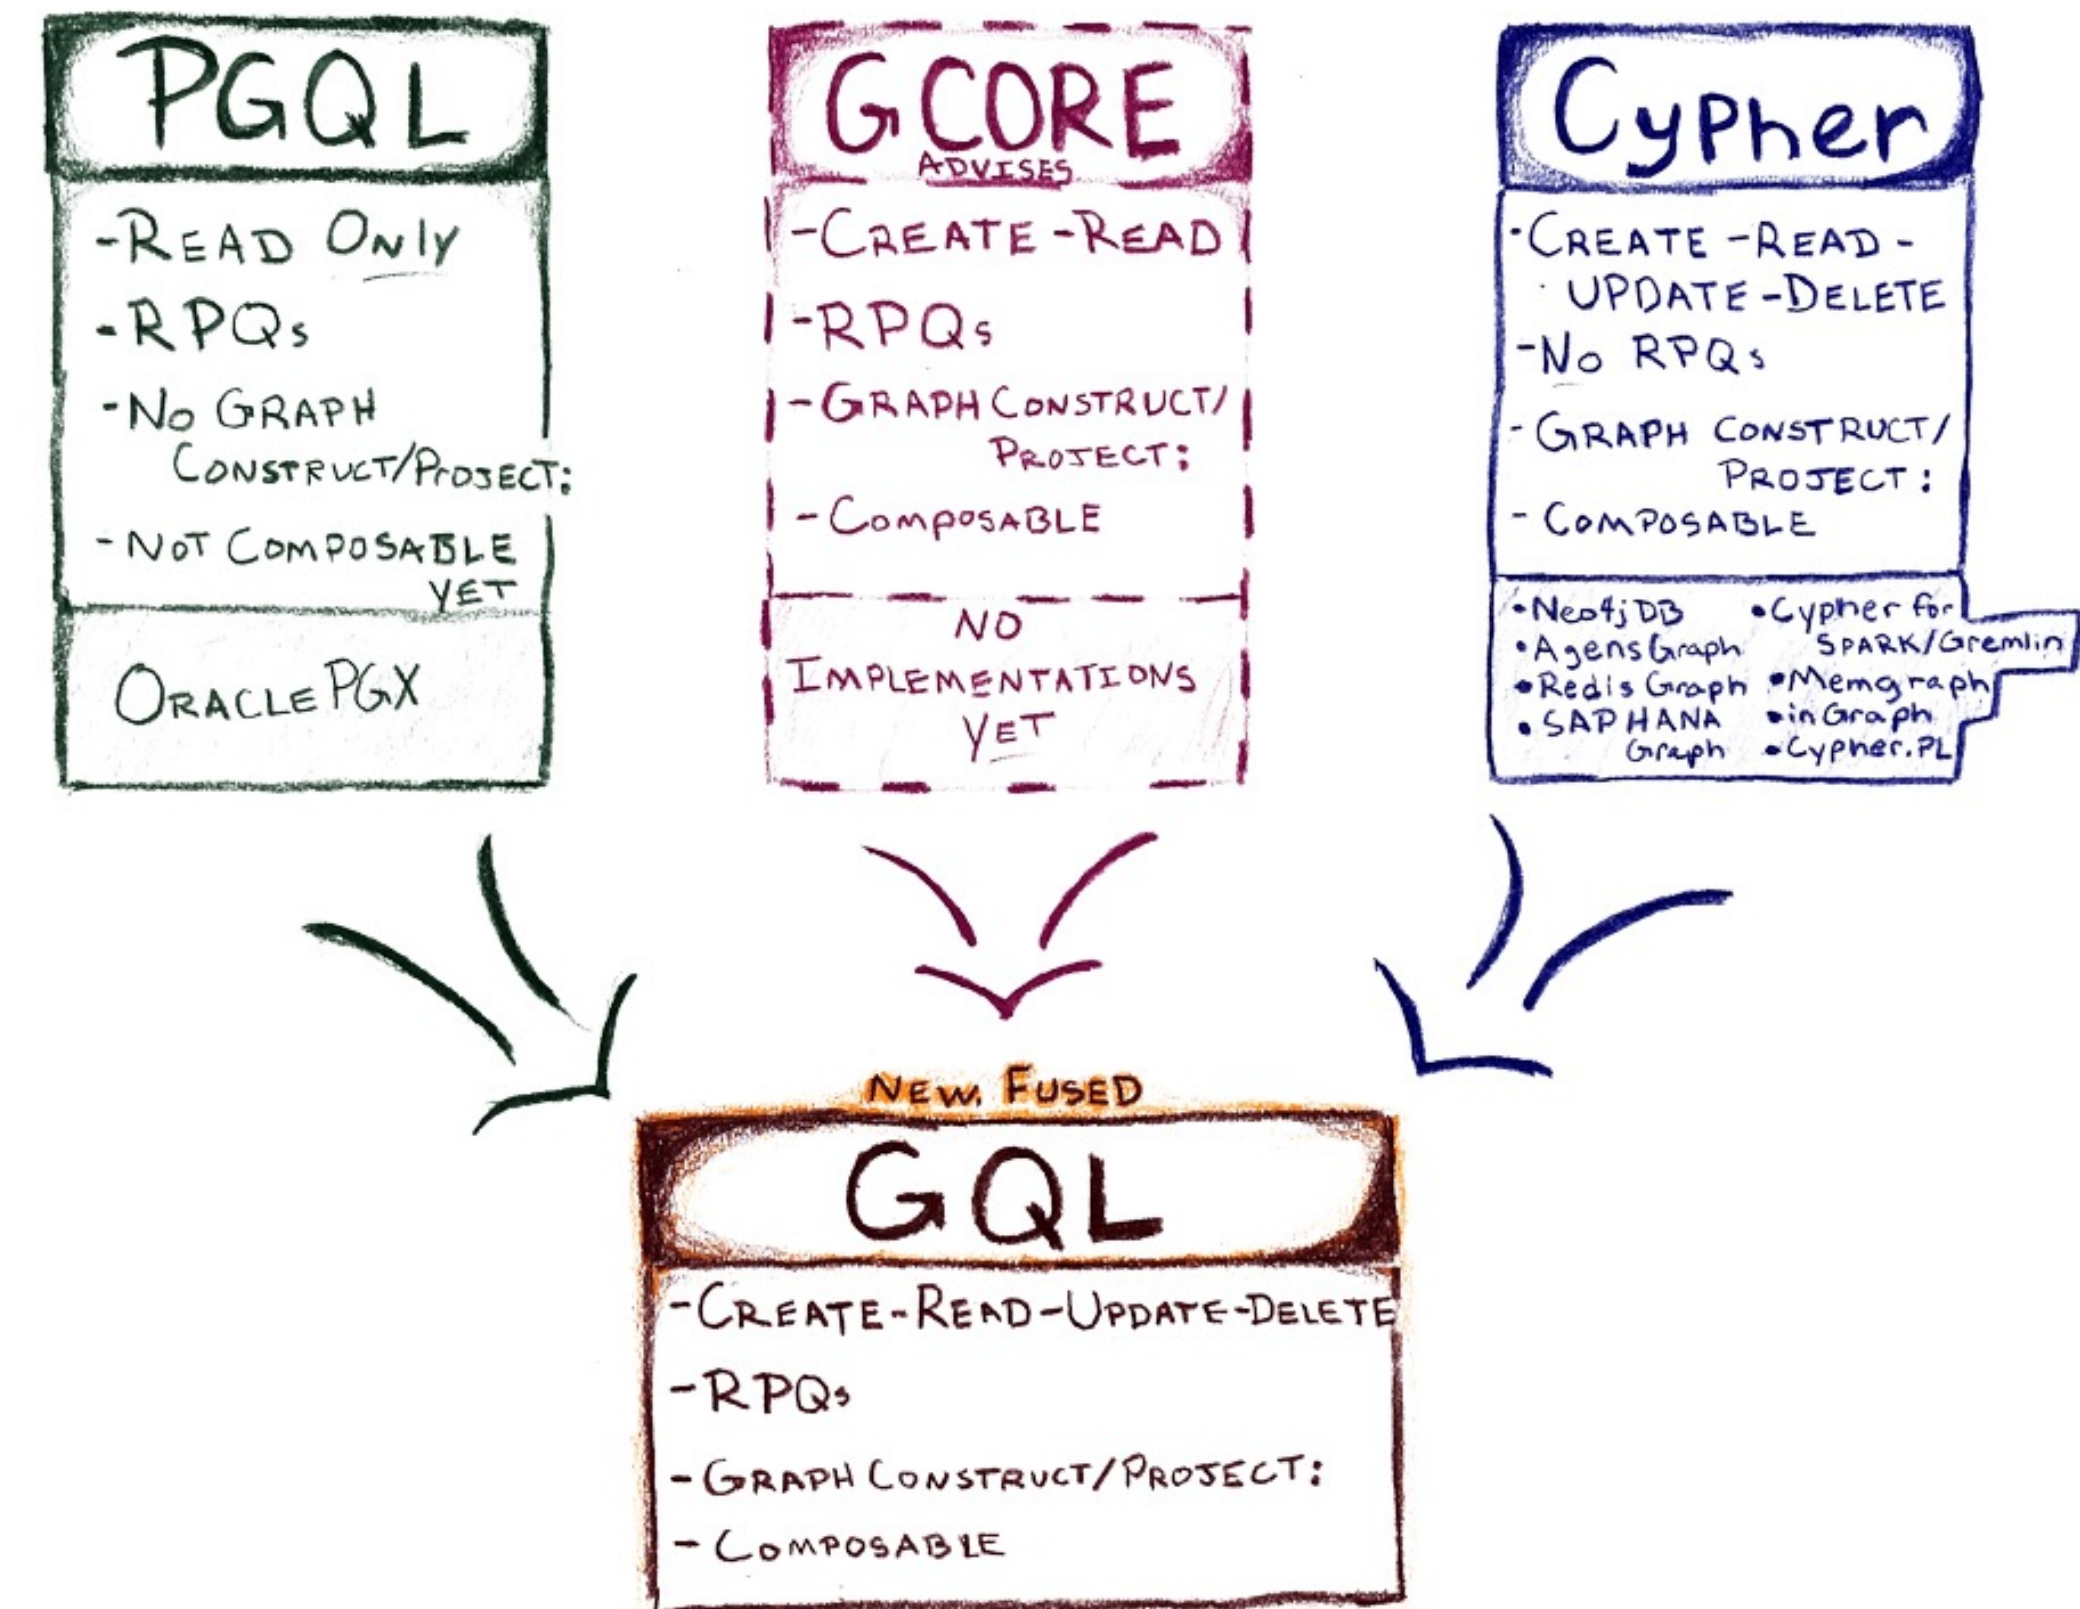 PGQL
-READ ONLY
-RPQs
-NO GRAPH
CONSTRUCT/PROJECT:
-NOT COMPOSABLE
YET
ORACLE PGX
GCORE
ADVISES
-CREATE-READ
-RPQs
-GRAPH CONSTRUCT/
PROJECT:
-COMPOSABLE
NO
IMPLEMENTATIONS
YET
Cypher
-CREATE-READ-
UPDATE-DELETE
-No RPQs
-GRAPH CONSTRUCT/
PROJECT:
-COMPOSABLE
•Neo4jDB
•AgensGraph
•Redis Graph
•SAP HANA
Graph
•Cypher for
SPARK/Gremlin
•Memgraph
•inGraph
•Cypher.PL
NEW, FUSED
GQL
-CREATE-READ-UPDATE-DELETE
-RPQs
-GRAPH CONSTRUCT/PROJECT:
-COMPOSABLE